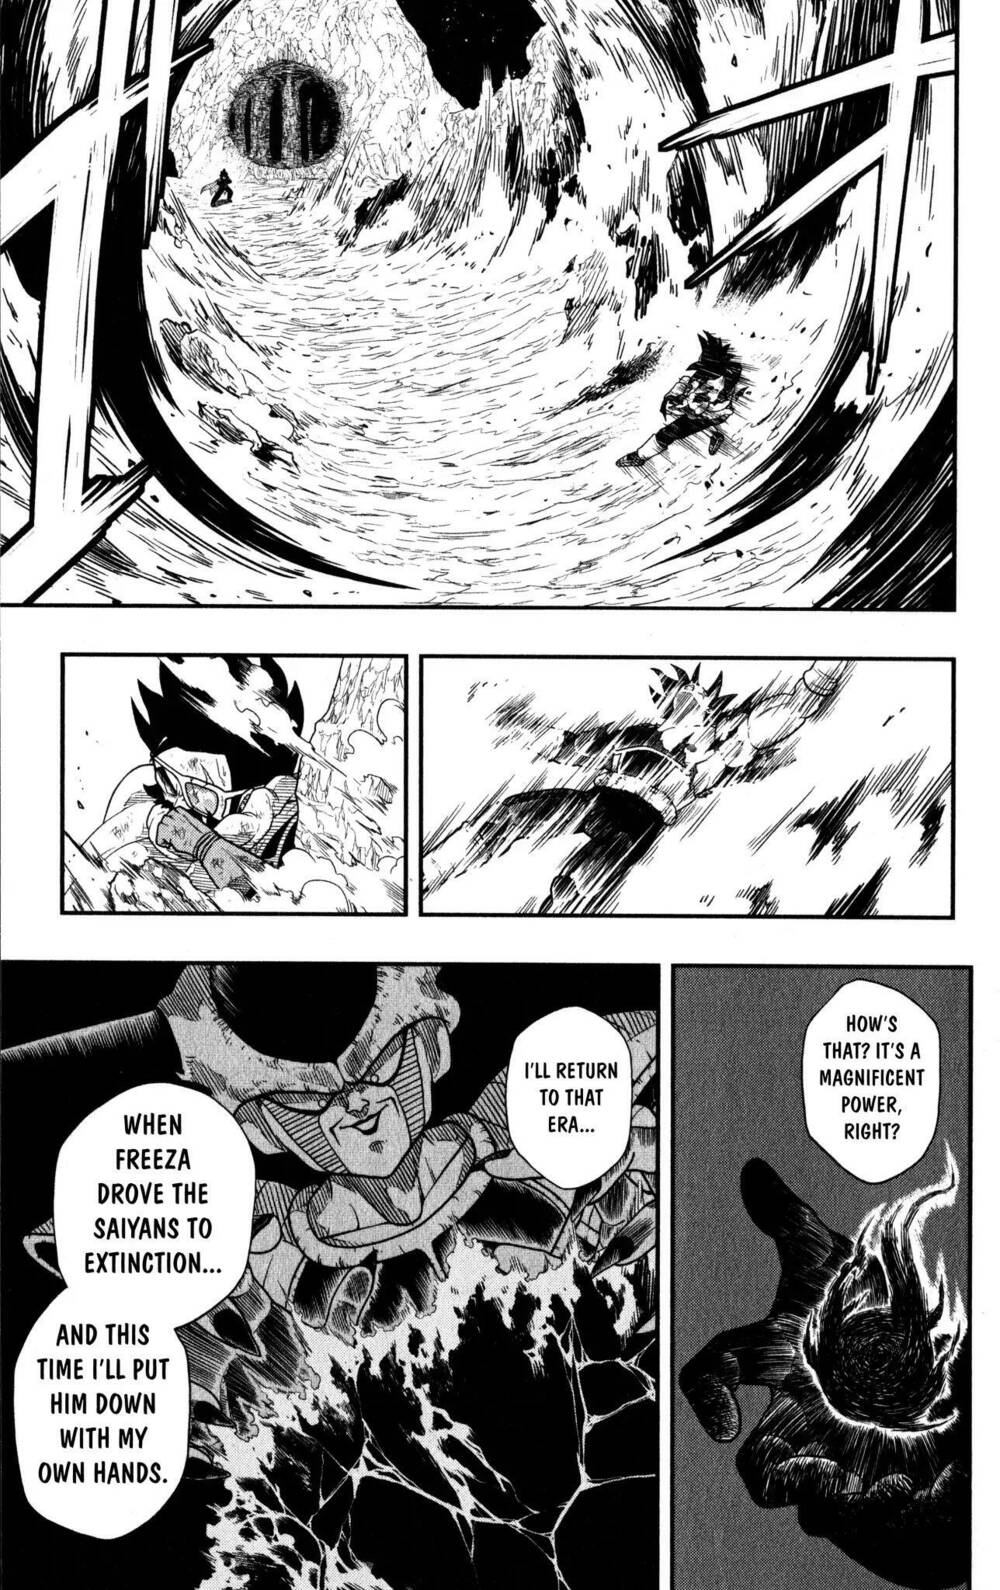 HOW'S
THAT? IT'S A
MAGNIFICENT
POWER,
RIGHT?
I'LL RETURN
TO THAT
ERA...
WHEN
FREEZA
DROVE THE
SAIYANS TO
EXTINCTION...
AND THIS
TIME I'LL PUT
HIM DOWN
WITH MY
OWN HANDS.